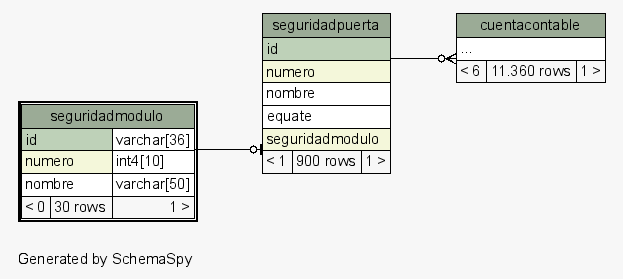 seguridadpuerta
id
numero
nombre
equate
seguridadmodulo
< 1 900 rows 1 >
cuentacontable
...
< 6 11.360 rows 1 >
seguridadmodulo
id varchar[36]
numero int4[10]
nombre varchar[50]
< 0 30 rows 1 >
Generated by SchemaSpy